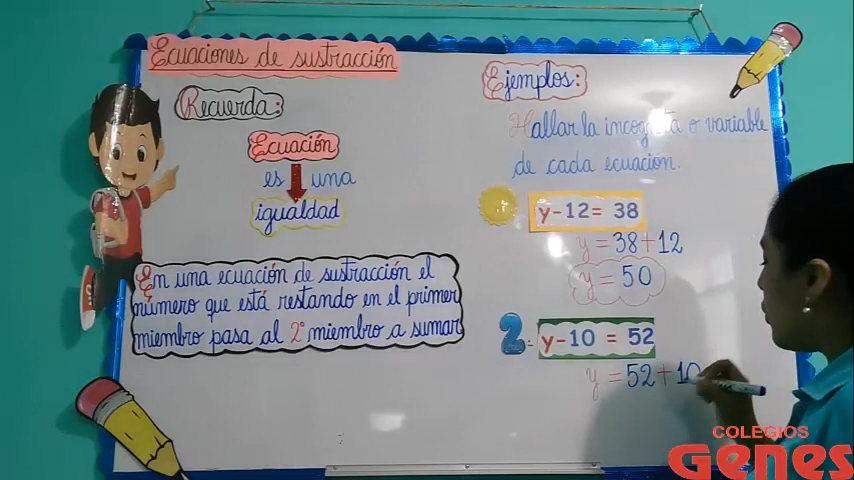 Ecuaciones de sustracción
Recuerda:
Ecuación
es una
igualdad
En una ecuación de sustracción el
número que está restando en el primer
miembro pasa al 2° miembro a sumar
Ejemplos:
Hallar la incognita o variable
de cada ecuación.
y-12= 38
y = 38+12
y = 50
2.
y-10 = 52
y = 52+10
COLEGIOS
Genes